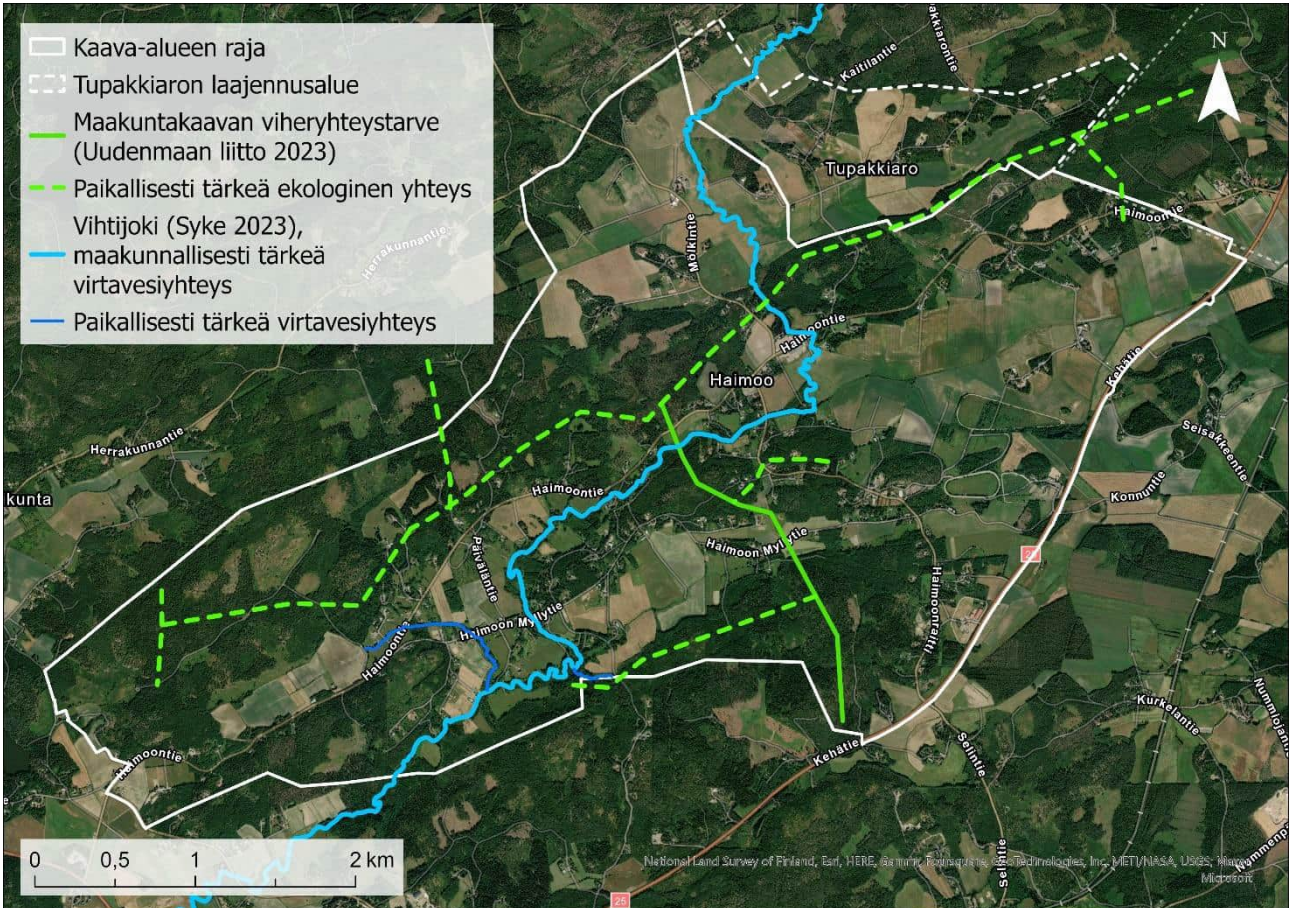 Kaava-alueen raja
Tupakkiaron laajennusalue
Maakuntakaavan viheryhteystarve
(Uudenmaan liitto 2023)
Paikallisesti tärkeä ekologinen yhteys
Vihtijoki (Syke 2023),
maakunnallisesti tärkeä
virtavesiyhteys
Paikallisesti tärkeä virtavesiyhteys
N
Kaitilantie
Tupakkiaro
Haimoontie
Mölkintie
Herrakunnantie
Haimoontie
Haimoo
Kehätie
Seisakkeentie
Herrakunnantie
kunta
Haimoontie
Konnuntie
Haimoon Myllytie
Päiväläntie
25
Haimoonraitti
Haimoon Myllytie
Haimoontie
Kurkelantie
Kehätie
Selintie
Haimoontie
Selintie
0 0,5 1 2 km
National Land Survey of Finland, Esri, HERE, Garmin, Foursquare, GeoTechnologies, Inc, METI/NASA, USGS;
Microsoft
25